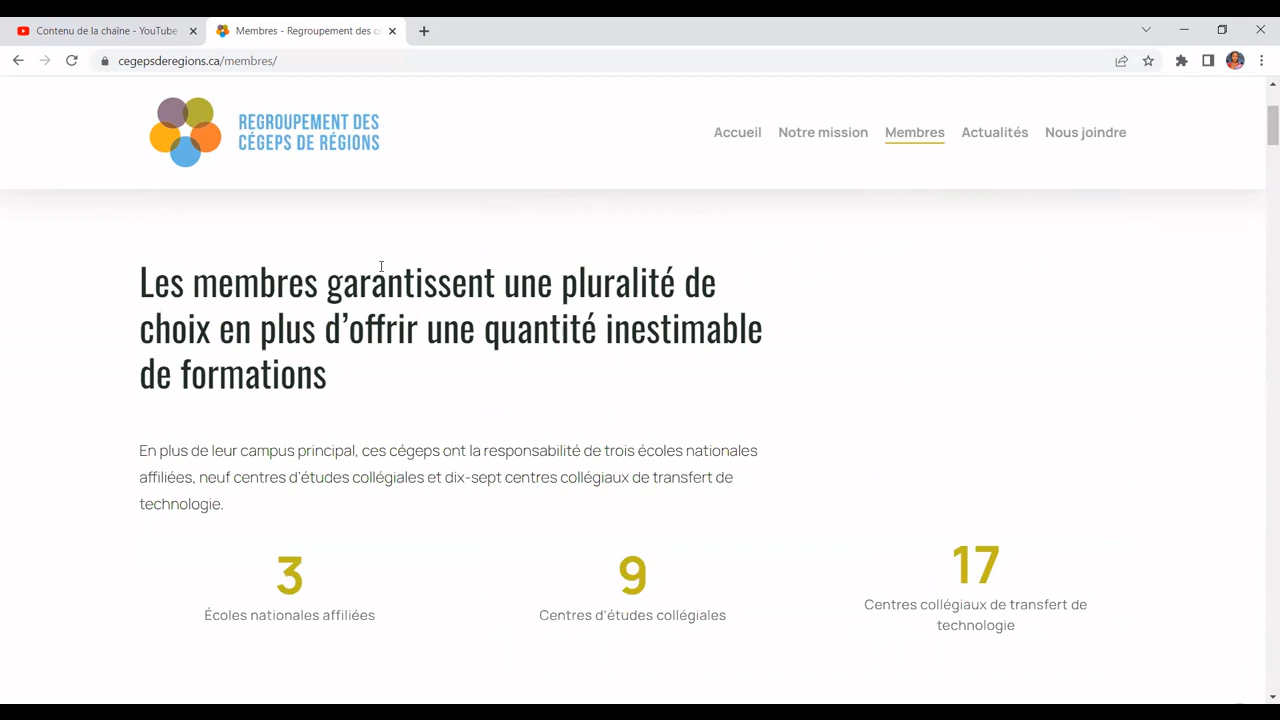 Contenu de la chaîne - YouTube
Membres - Regroupement des c
cegepsderegions.ca/membres/
REGROUPEMENT DES
CÉGEPS DE RÉGIONS
Accueil Notre mission Membres Actualités Nous joindre
Les membres garantissent une pluralité de
choix en plus d’offrir une quantité inestimable
de formations
En plus de leur campus principal, ces cégeps ont la responsabilité de trois écoles nationales
affiliées, neuf centres d’études collégiales et dix-sept centres collégiaux de transfert de
technologie.
3
Écoles nationales affiliées
9
Centres d’études collégiales
17
Centres collégiaux de transfert de
technologie